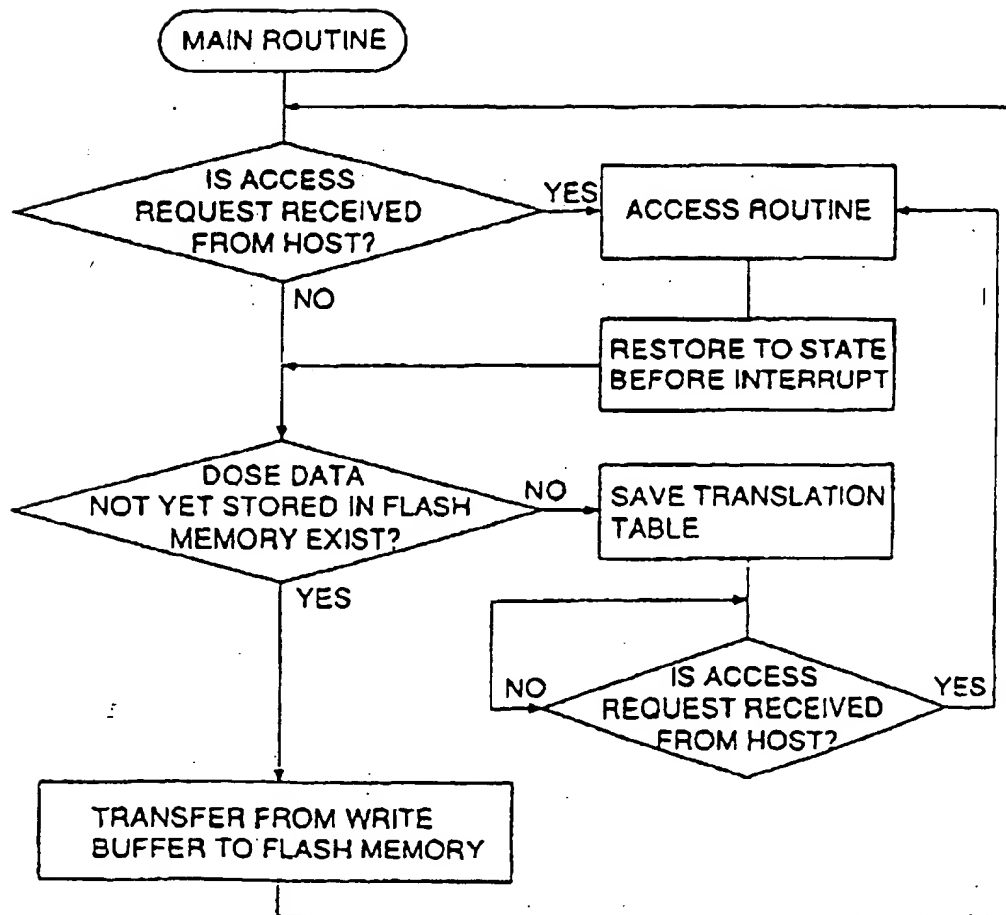 MAIN ROUTINE
IS ACCESS
REQUEST RECEIVED
FROM HOST?
YES
ACCESS ROUTINE
NO
RESTORE TO STATE
BEFORE INTERRUPT
DOSE DATA
NOT YET STORED IN FLASH
MEMORY EXIST?
NO
SAVE TRANSLATION
TABLE
YES
IS ACCESS
REQUEST RECEIVED
FROM HOST?
NO
YES
TRANSFER FROM WRITE
BUFFER TO FLASH MEMORY